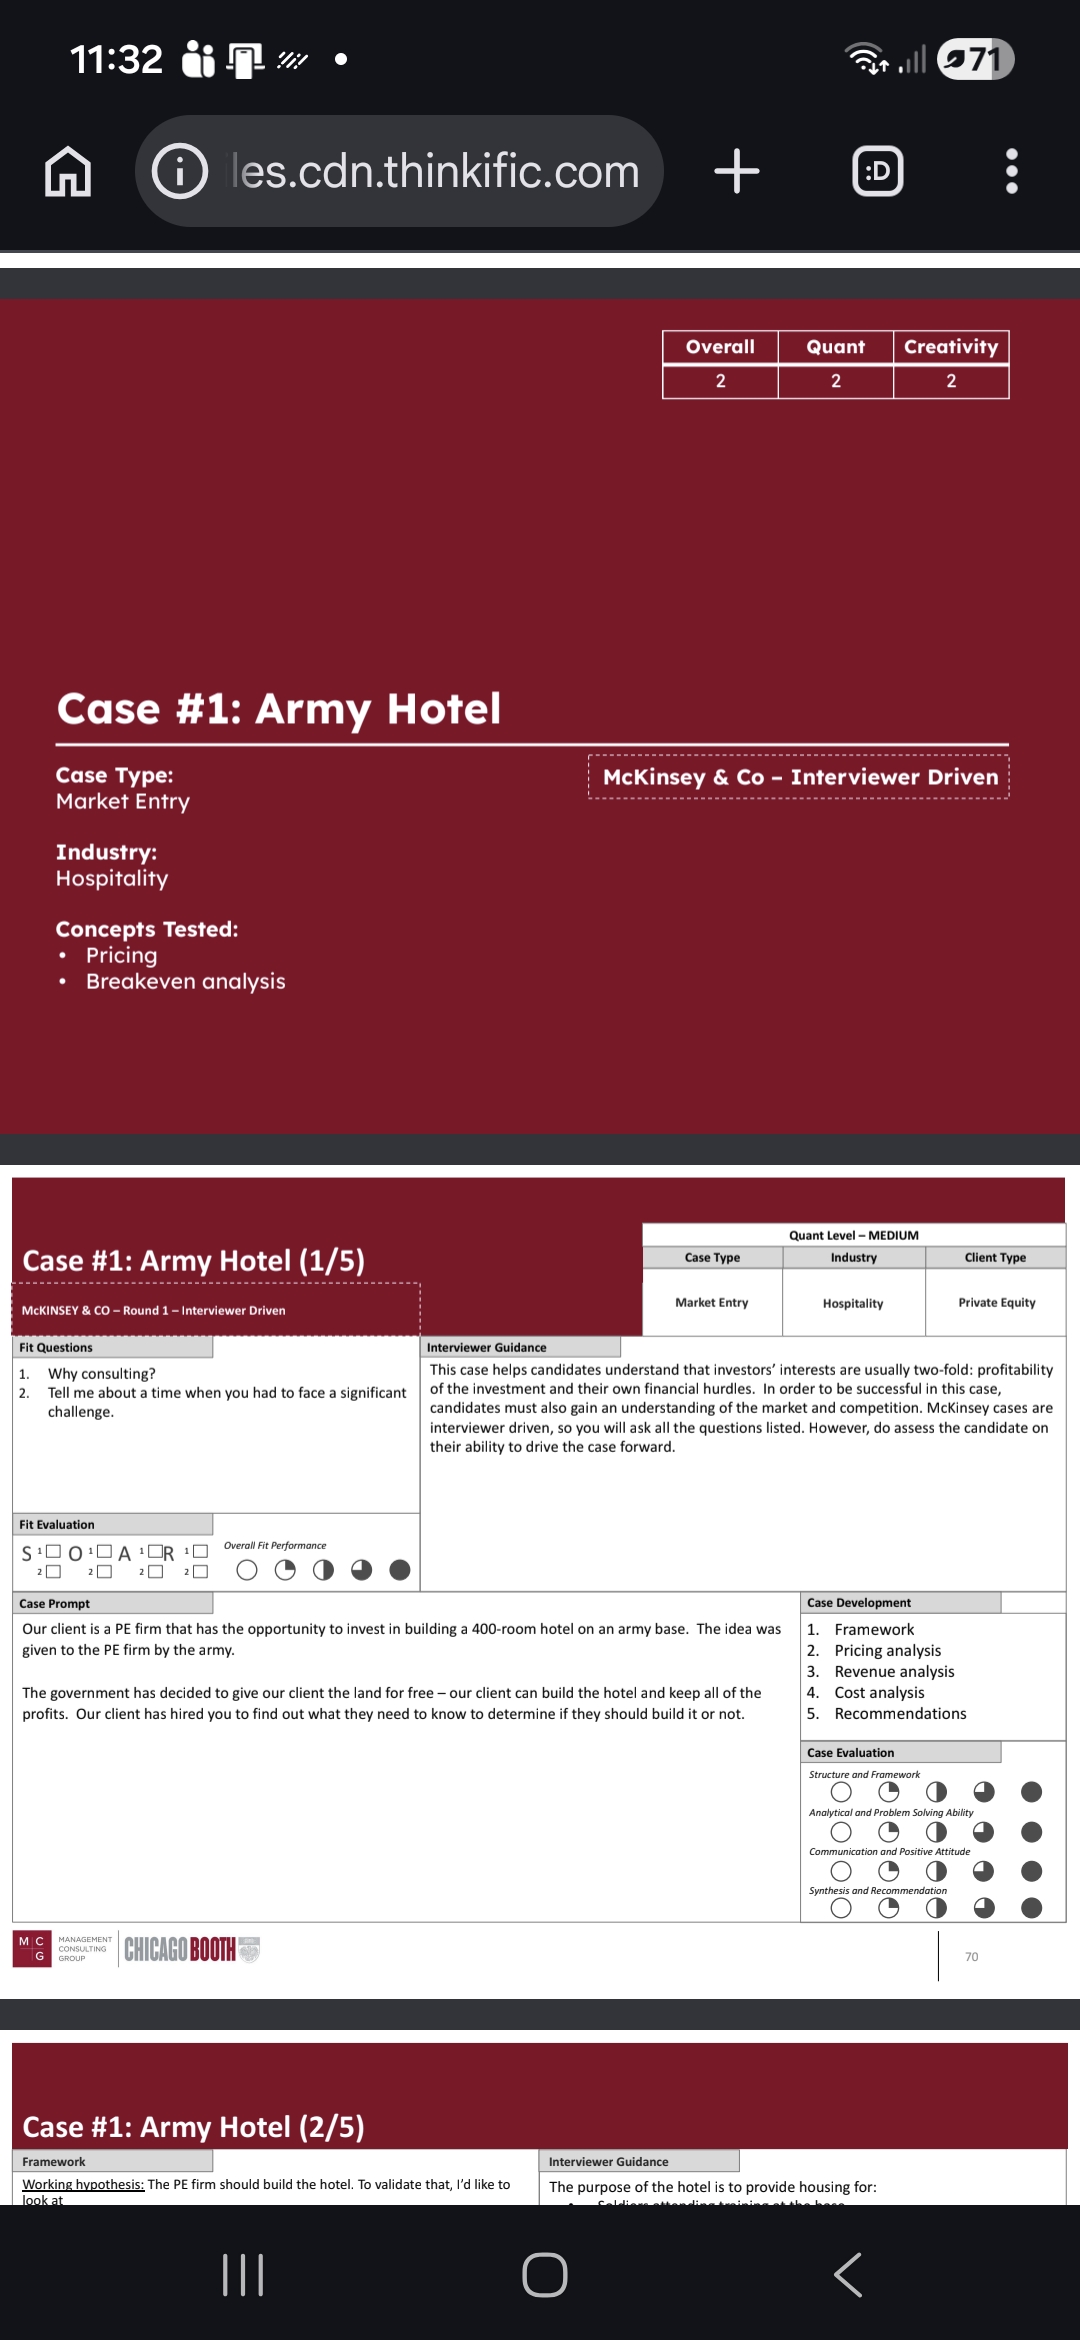 11:32
71
les.cdn.thinkific.com
:D
Overall Quant Creativity
2 2 2
Case #1: Army Hotel
McKinsey & Co – Interviewer Driven
Case Type:
Market Entry
Industry:
Hospitality
Concepts Tested:
• Pricing
• Breakeven analysis
Case #1: Army Hotel (1/5)
McKINSEY & CO – Round 1 – Interviewer Driven
Quant Level – MEDIUM
Case Type Industry Client Type
Market Entry Hospitality Private Equity
Fit Questions
1. Why consulting?
2. Tell me about a time when you had to face a significant
challenge.
Interviewer Guidance
This case helps candidates understand that investors’ interests are usually two-fold: profitability
of the investment and their own financial hurdles.  In order to be successful in this case,
candidates must also gain an understanding of the market and competition. McKinsey cases are
interviewer driven, so you will ask all the questions listed. However, do assess the candidate on
their ability to drive the case forward.
Fit Evaluation
S 1 O 1 A 1 R 1
2 2 2 2
Overall Fit Performance
Case Prompt
Our client is a PE firm that has the opportunity to invest in building a 400-room hotel on an army base.  The idea was
given to the PE firm by the army.
The government has decided to give our client the land for free – our client can build the hotel and keep all of the
profits.  Our client has hired you to find out what they need to know to determine if they should build it or not.
Case Development
1. Framework
2. Pricing analysis
3. Revenue analysis
4. Cost analysis
5. Recommendations
Case Evaluation
Structure and Framework
Analytical and Problem Solving Ability
Communication and Positive Attitude
Synthesis and Recommendation
M C
G
MANAGEMENT
CONSULTING
GROUP
CHICAGO BOOTH
70
Case #1: Army Hotel (2/5)
Framework
Working hypothesis: The PE firm should build the hotel. To validate that, I’d like to
look at
Interviewer Guidance
The purpose of the hotel is to provide housing for:
• Soldiers attending training at the base